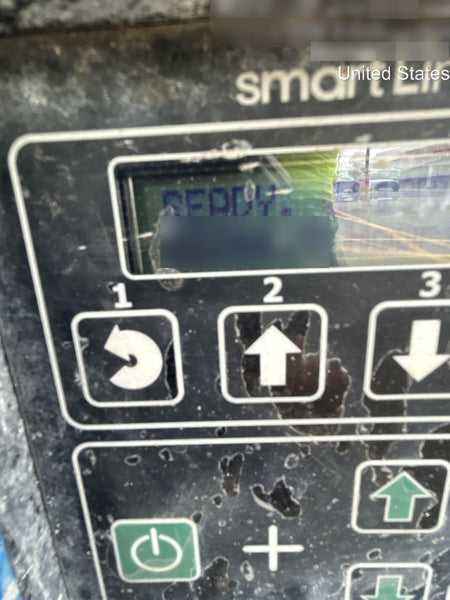 United States
smart
READY:
1 2 3